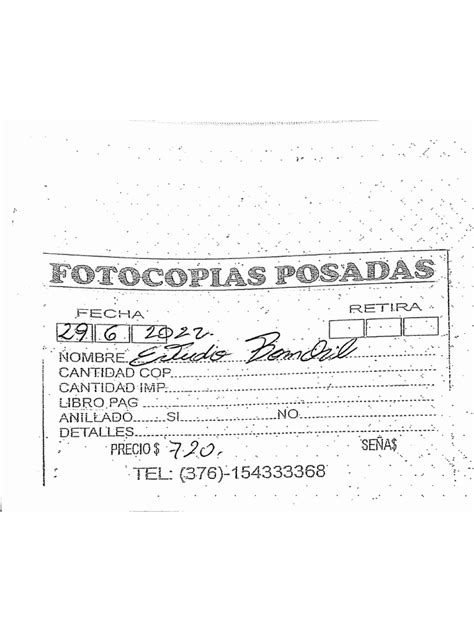 FOTOCOPIAS POSADAS
FECHA RETIRA
29 6 2022
NOMBRE
CANTIDAD COP.
CANTIDAD IMP.
LIBRO PAG
ANILLADO SI NO
DETALLES
PRECIO $ 720. SEÑA$
TEL: (376)-154333368